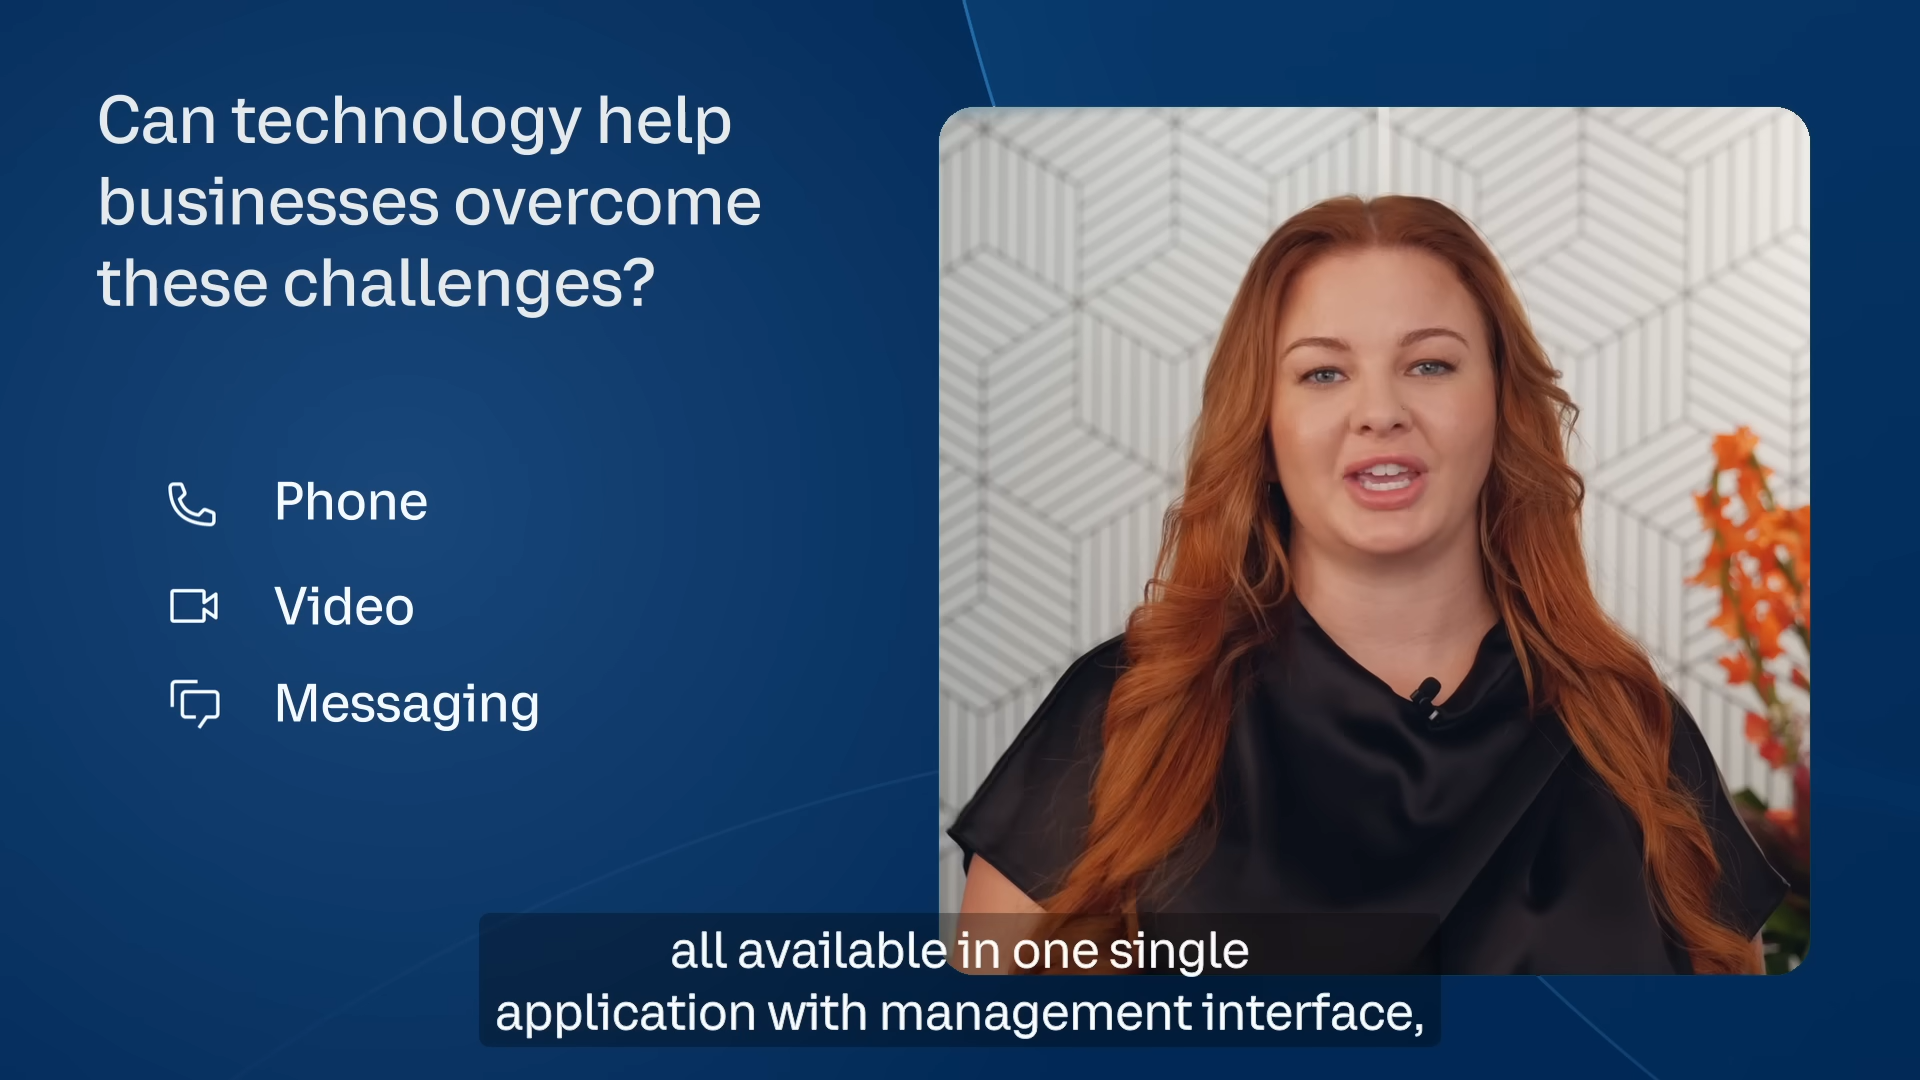 Can technology help
businesses overcome
these challenges?
Phone
Video
Messaging
all available in one single
application with management interface,